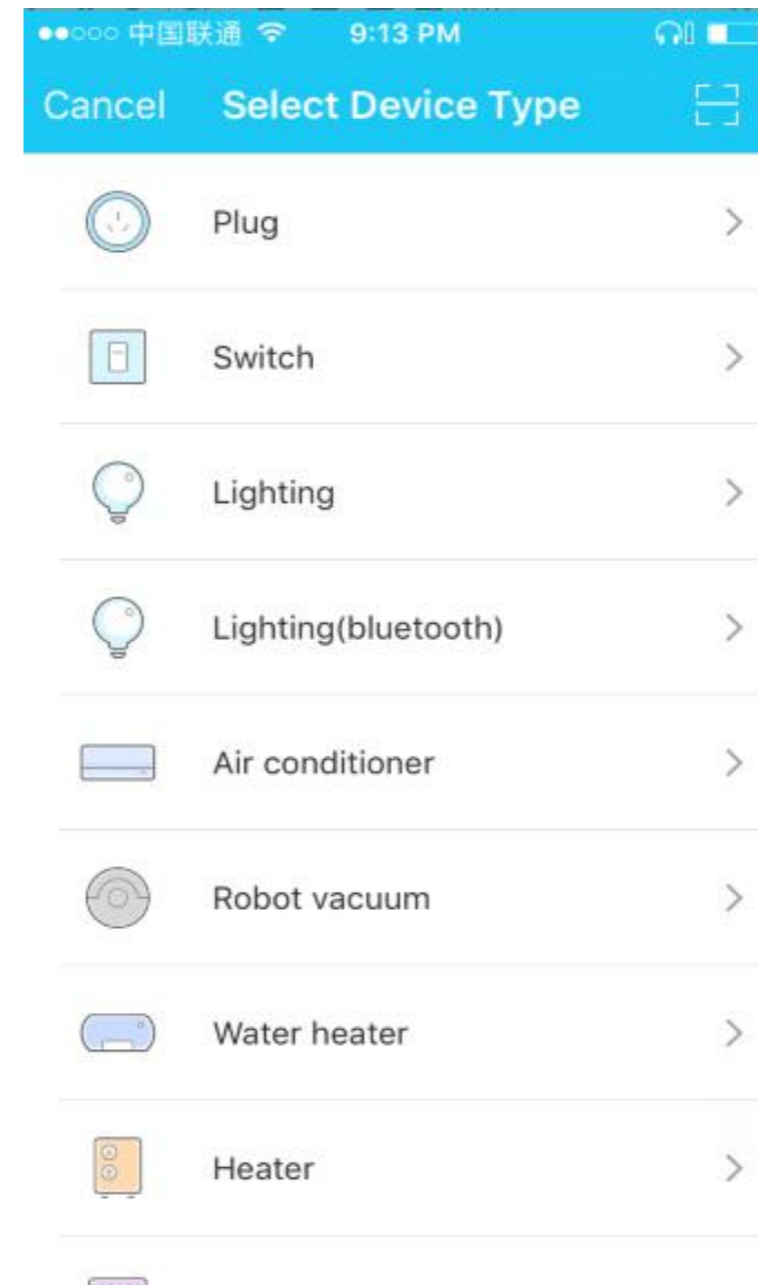 中国联通 9:13 PM
Cancel Select Device Type
Plug
Switch
Lighting
Lighting(bluetooth)
Air conditioner
Robot vacuum
Water heater
Heater